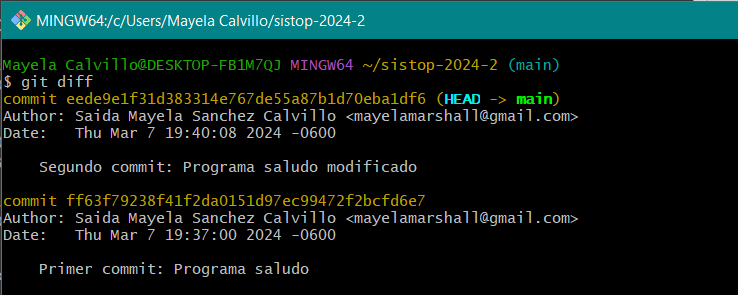 MINGW64:/c/Users/Mayela Calvillo/sistop-2024-2
Mayela Calvillo@DESKTOP-FB1M7QJ MINGW64 ~/sistop-2024-2 (main)
$ git diff
commit eede9e1f31d383314e767de55a87b1d70eba1df6 (HEAD -> main)
Author: Saida Mayela Sanchez Calvillo <mayelamarshall@gmail.com>
Date:   Thu Mar 7 19:40:08 2024 -0600
    Segundo commit: Programa saludo modificado
commit ff63f79238f41f2da0151d97ec99472f2bcfd6e7
Author: Saida Mayela Sanchez Calvillo <mayelamarshall@gmail.com>
Date:   Thu Mar 7 19:37:00 2024 -0600
    Primer commit: Programa saludo